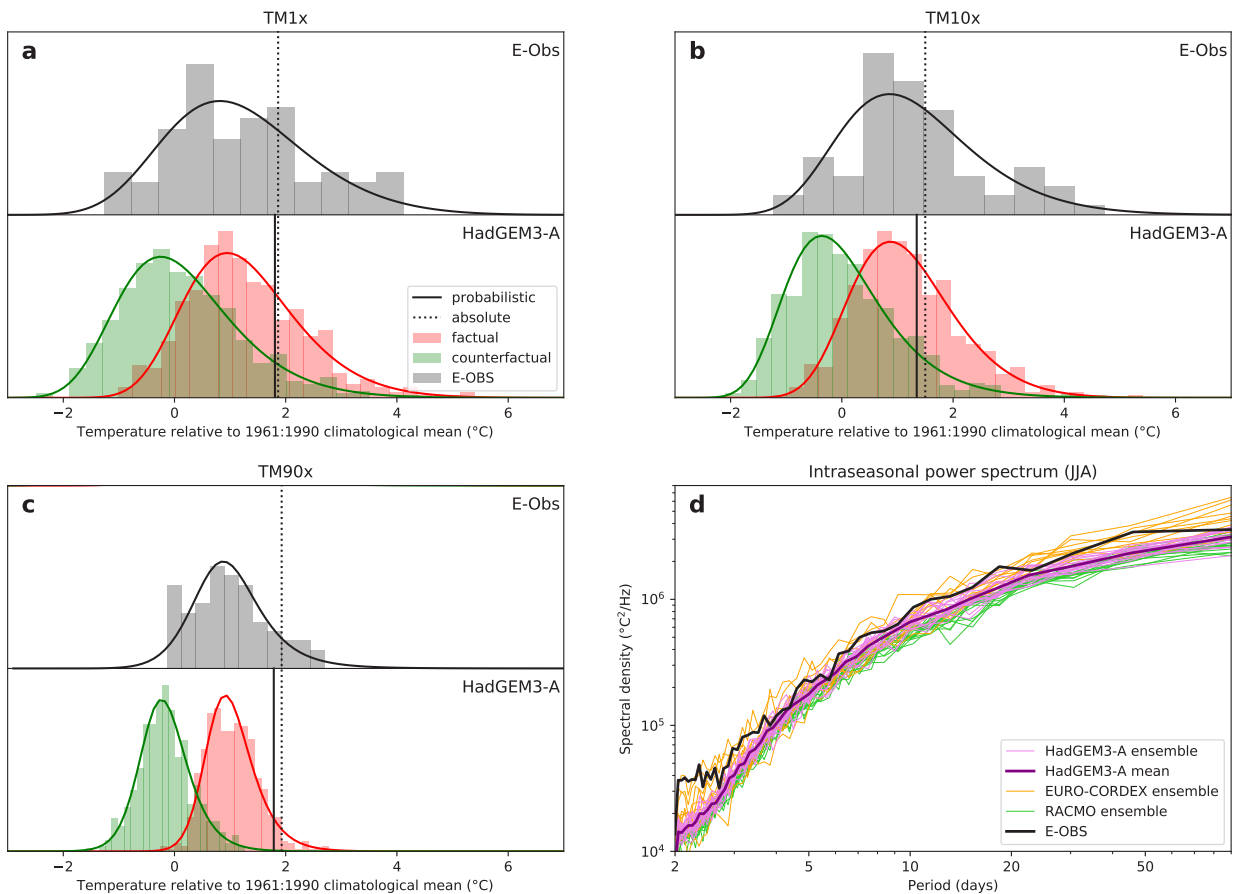 TM1x
a
E-Obs
HadGEM3-A
probabilistic
absolute
factual
counterfactual
E-OBS
−2 0 2 4 6
Temperature relative to 1961:1990 climatological mean (°C)
TM10x
b
E-Obs
HadGEM3-A
−2 0 2 4 6
Temperature relative to 1961:1990 climatological mean (°C)
TM90x
c
E-Obs
HadGEM3-A
−2 0 2 4 6
Temperature relative to 1961:1990 climatological mean (°C)
Intraseasonal power spectrum (JJA)
d
Spectral density (°C²/Hz)
10⁶
10⁵
10⁴
HadGEM3-A ensemble
HadGEM3-A mean
EURO-CORDEX ensemble
RACMO ensemble
E-OBS
2 5 10 20 50
Period (days)